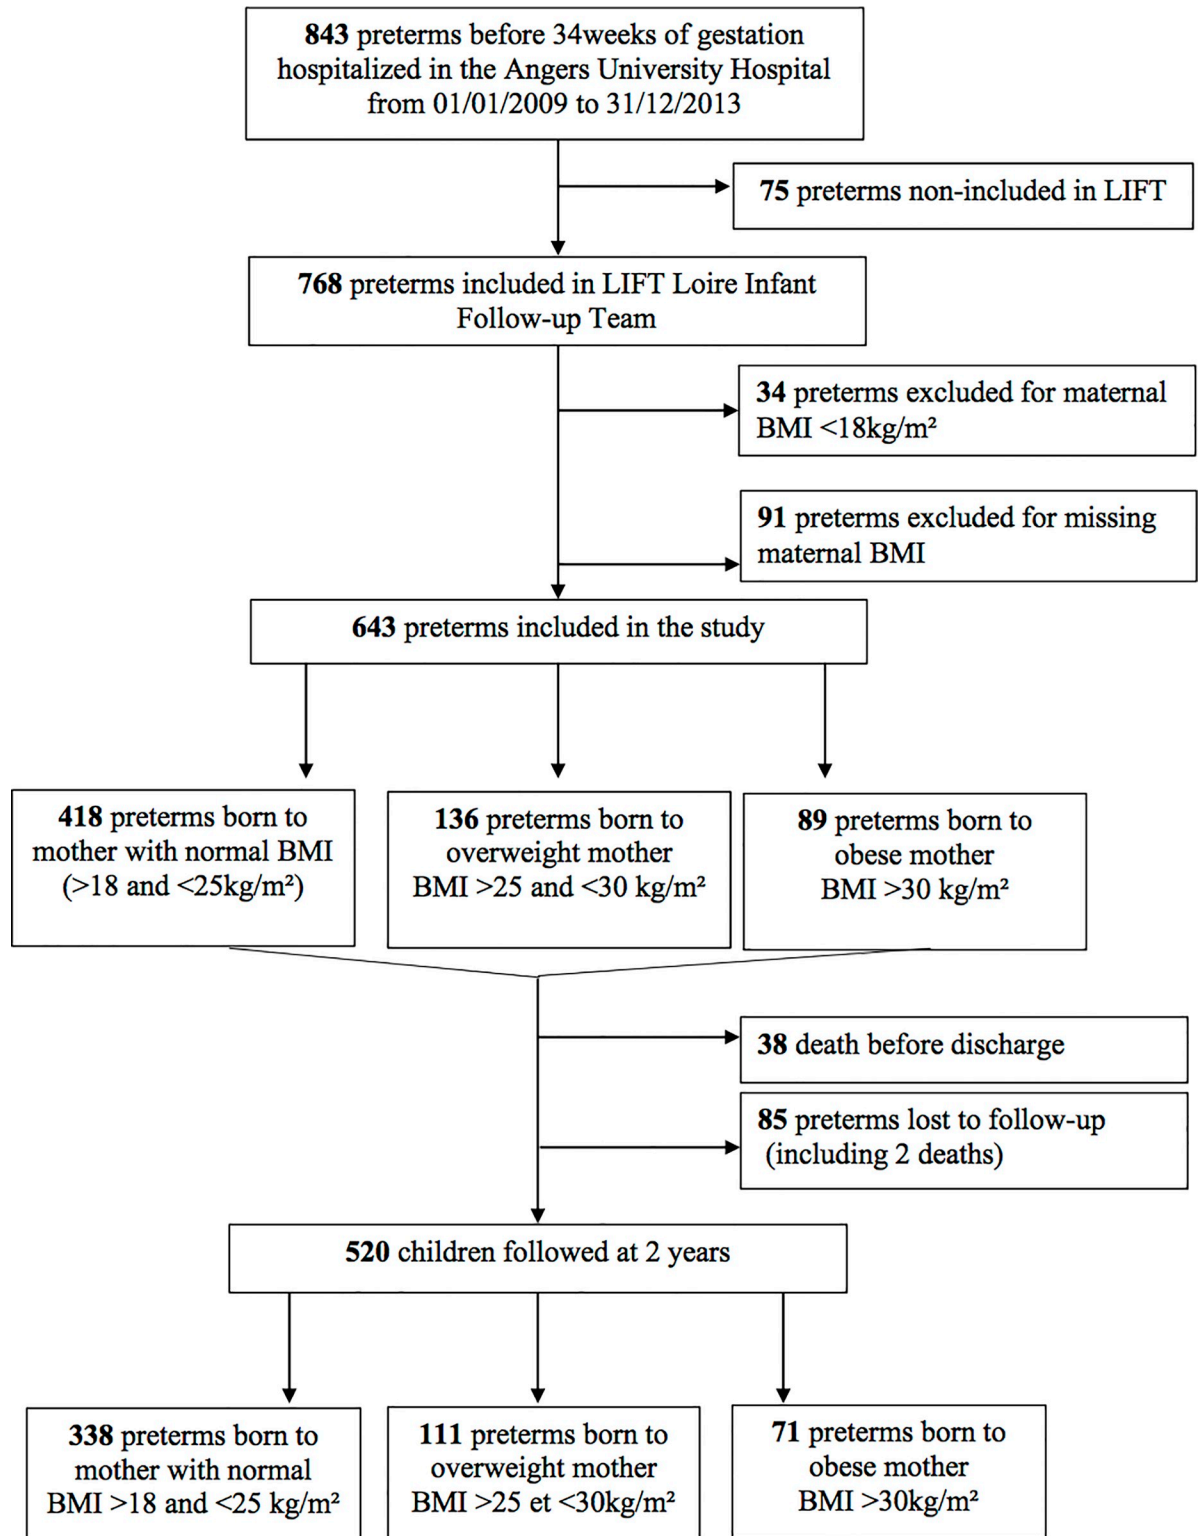 843 preterms before 34weeks of gestation
hospitalized in the Angers University Hospital
from 01/01/2009 to 31/12/2013
75 preterms non-included in LIFT
768 preterms included in LIFT Loire Infant
Follow-up Team
34 preterms excluded for maternal
BMI <18kg/m²
91 preterms excluded for missing
maternal BMI
643 preterms included in the study
418 preterms born to
mother with normal BMI
(>18 and <25kg/m²)
136 preterms born to
overweight mother
BMI >25 and <30 kg/m²
89 preterms born to
obese mother
BMI >30 kg/m²
38 death before discharge
85 preterms lost to follow-up
(including 2 deaths)
520 children followed at 2 years
338 preterms born to
mother with normal
BMI >18 and <25 kg/m²
111 preterms born to
overweight mother
BMI >25 et <30kg/m²
71 preterms born to
obese mother
BMI >30kg/m²